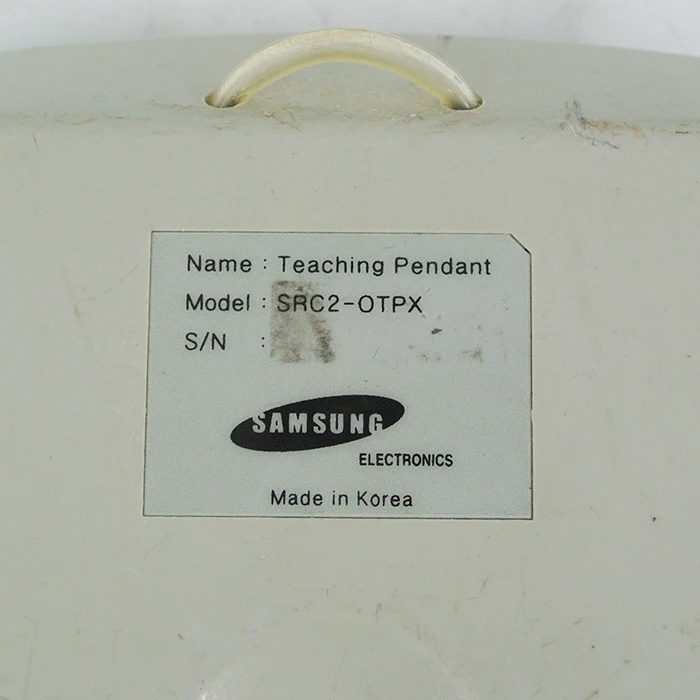 Name : Teaching Pendant
Model : SRC2-OTPX
S/N :
SAMSUNG
ELECTRONICS
Made in Korea